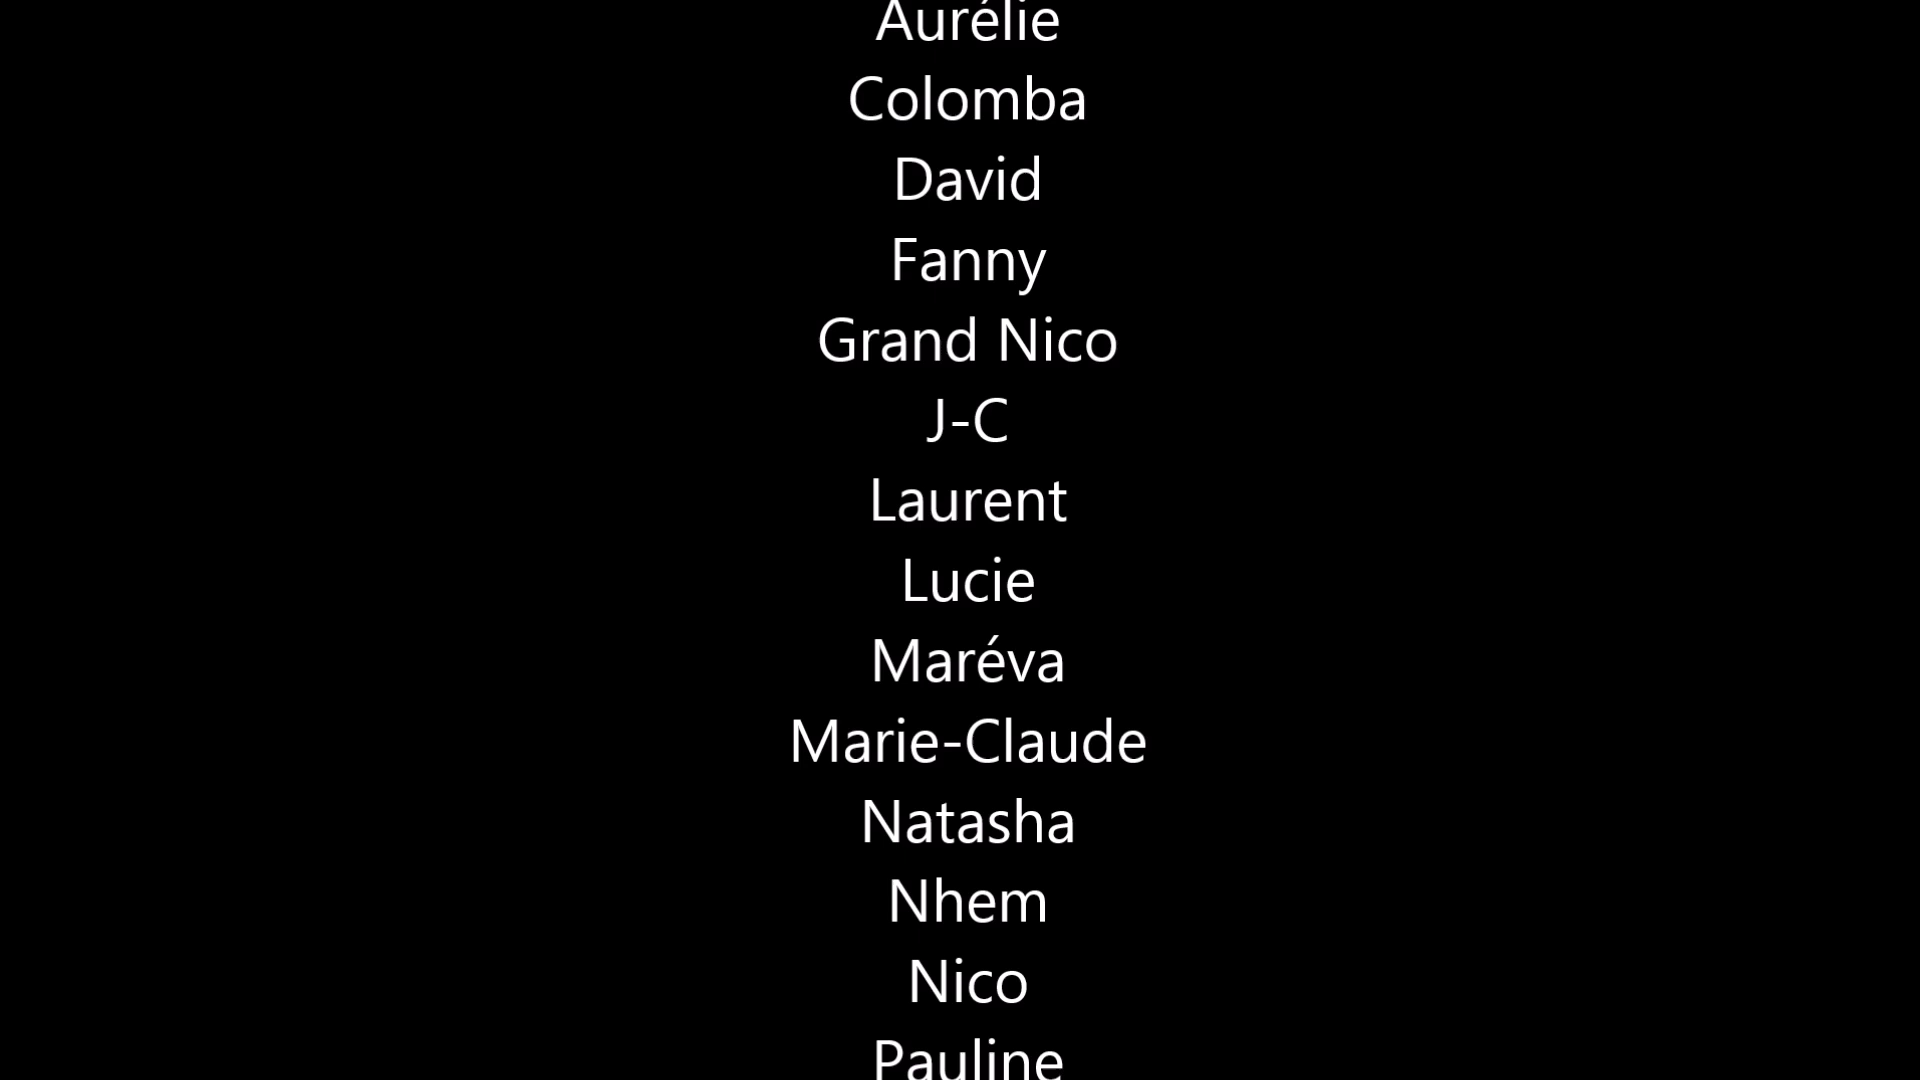 Aurélie
Colomba
David
Fanny
Grand Nico
J-C
Laurent
Lucie
Maréva
Marie-Claude
Natasha
Nhem
Nico
Pauline